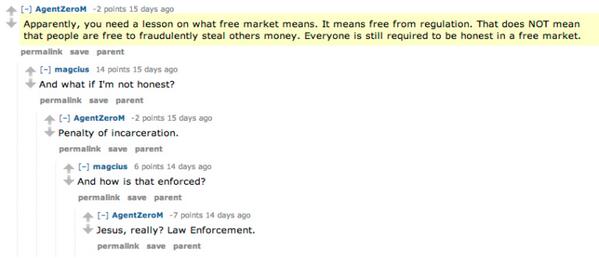 [-] AgentZeroM -2 points 15 days ago
Apparently, you need a lesson on what free market means. It means free from regulation. That does NOT mean
that people are free to fraudulently steal others money. Everyone is still required to be honest in a free market.
permalink save parent
[-] magcius 14 points 15 days ago
And what if I'm not honest?
permalink save parent
[-] AgentZeroM -2 points 15 days ago
Penalty of incarceration.
permalink save parent
[-] magcius 6 points 14 days ago
And how is that enforced?
permalink save parent
[-] AgentZeroM -7 points 14 days ago
Jesus, really? Law Enforcement.
permalink save parent